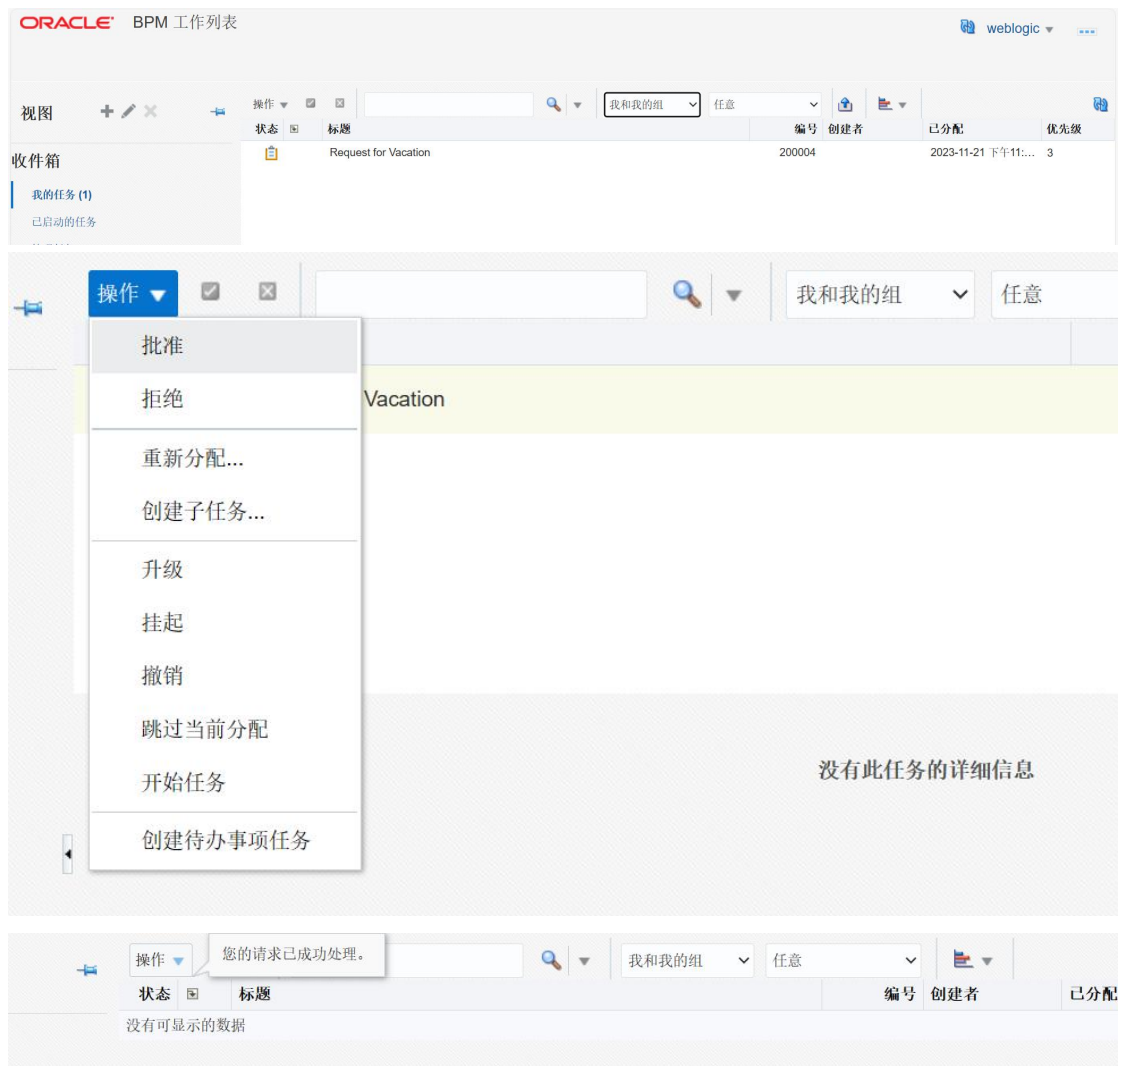 ORACLE BPM 工作列表
weblogic
视图
操作
我和我的组 任意
状态 标题 编号 创建者 已分配 优先级
Request for Vacation 200004 2023-11-21 下午11:... 3
收件箱
我的任务 (1)
已启动的任务
操作 我和我的组 任意
批准
拒绝
Vacation
重新分配...
创建子任务...
升级
挂起
撤销
跳过当前分配
开始任务
没有此任务的详细信息
创建待办事项任务
操作 您的请求已成功处理。 我和我的组 任意
状态 标题 编号 创建者 已分配
没有可显示的数据